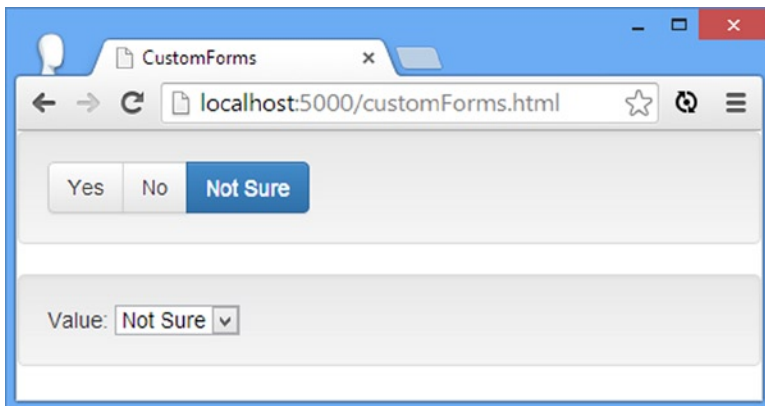 CustomForms
localhost:5000/customForms.html
Yes No Not Sure
Value: Not Sure